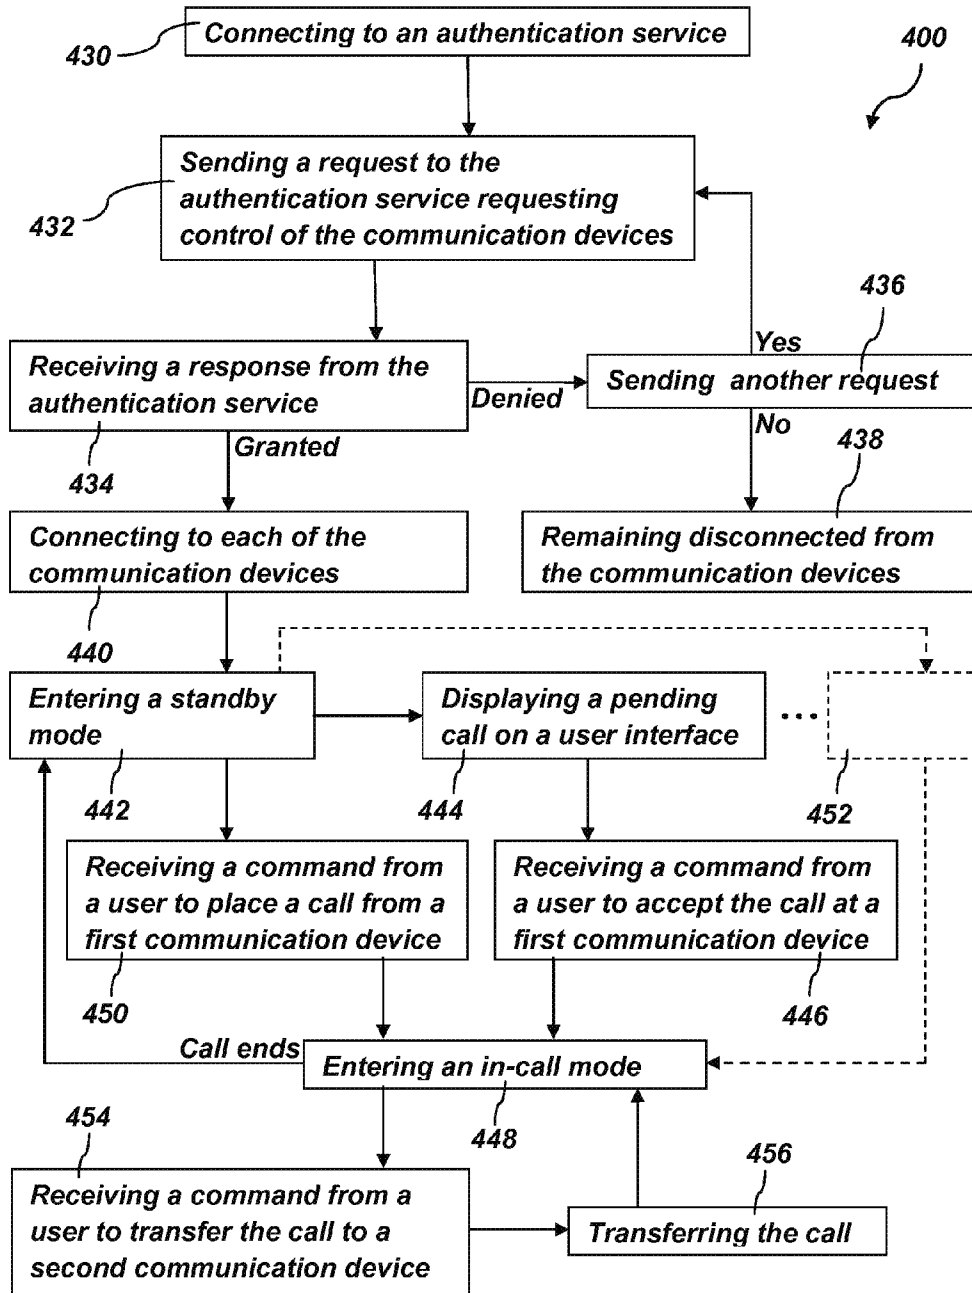 Connecting to an authentication service
430
400
Sending a request to the
authentication service requesting
control of the communication devices
432
436
Yes
Receiving a response from the
authentication service
Denied
Sending another request
No
Granted
434
438
Connecting to each of the
communication devices
Remaining disconnected from
the communication devices
440
Entering a standby
mode
Displaying a pending
call on a user interface
...
442
444
452
Receiving a command from
a user to place a call from a
first communication device
Receiving a command from
a user to accept the call at a
first communication device
450
446
Call ends
Entering an in-call mode
454
448
456
Receiving a command from a
user to transfer the call to a
second communication device
Transferring the call